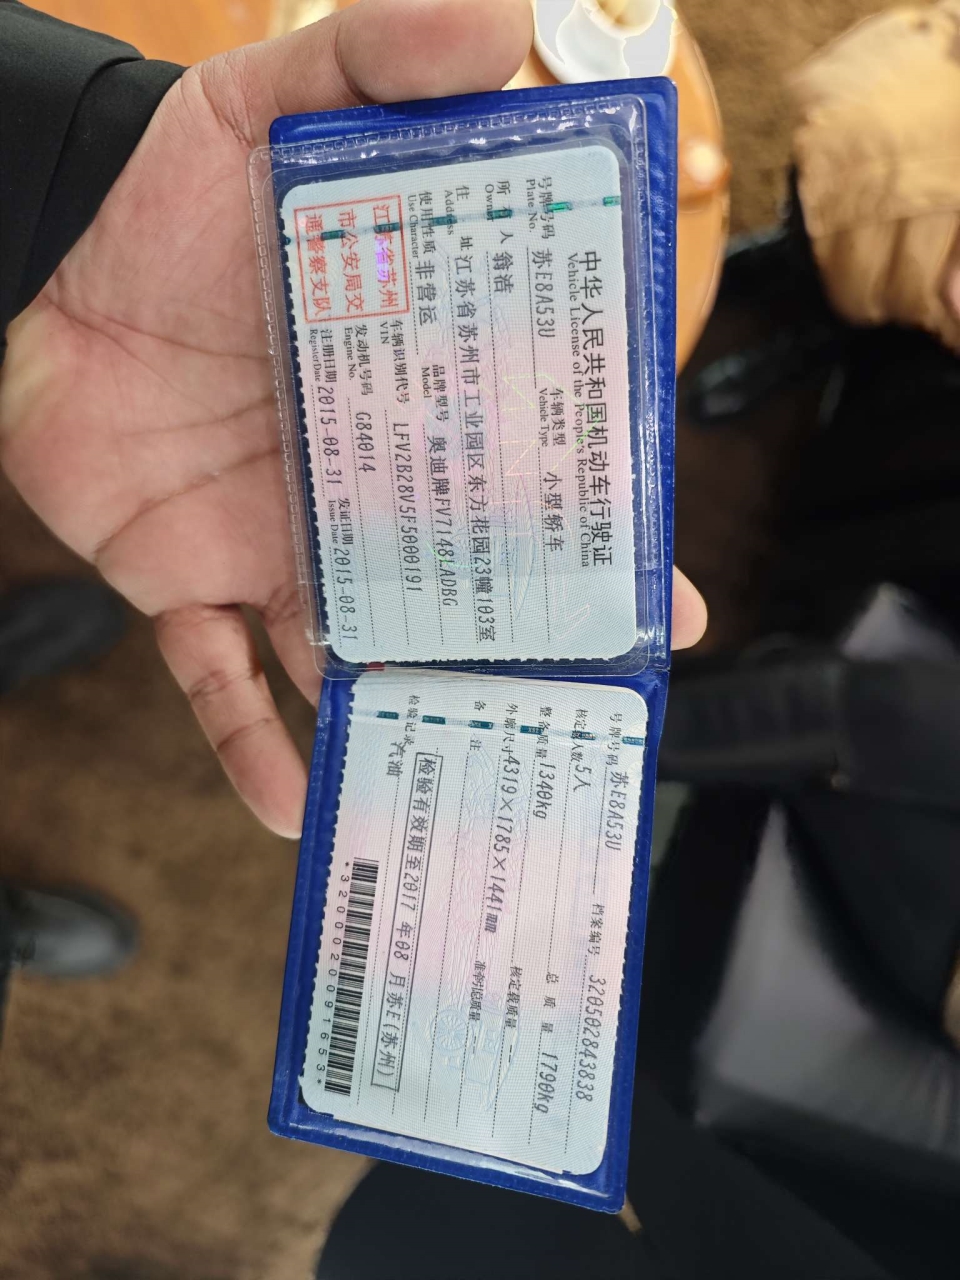 中华人民共和国机动车行驶证
Vehicle License of the People's Republic of China
号牌号码 苏E8A53U 车辆类型 小型轿车
Plate No. Vehicle Type
所有人 翁洁
Owner
住址 江苏省苏州市工业园区东方花园23幢103室
Address
使用性质 非营运 品牌型号 奥迪牌FV7148LADBG
Use Character Model
江苏省苏州市公安局交通警察支队
车辆识别代号 LFV2B28V5F5000191
VIN
发动机号码 G84014
Engine No.
注册日期 2015-08-31 发证日期 2015-08-31
Register Date Issue Date
号牌号码 苏E8A53U 档案编号 320502843838
核定载人数 5人 总质量 1790kg
整备质量 1340kg 核定载质量 --
外廓尺寸 4319×1785×1441mm 准牵引总质量 --
备注
检验有效期至2017年08月苏E(苏州)
检验记录 汽油
*3200020091653*